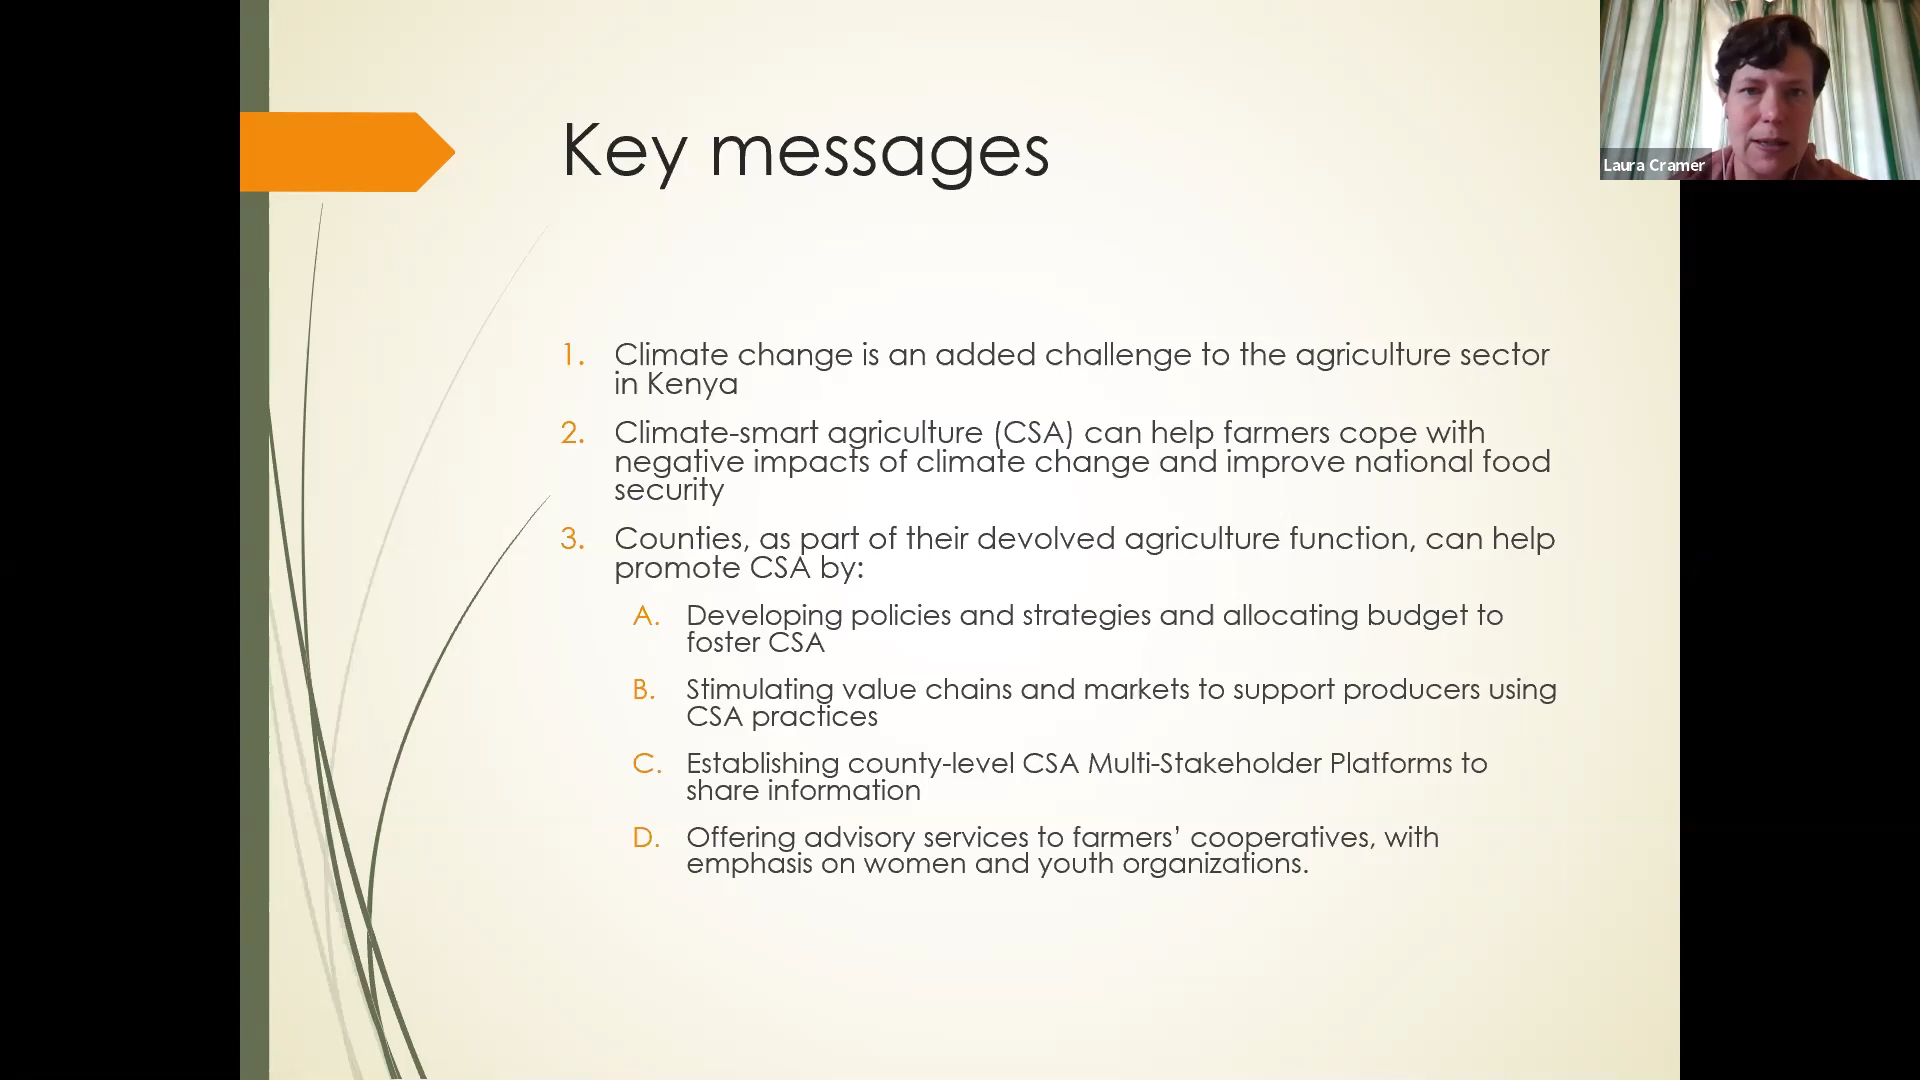 Key messages
Laura Cramer
1. Climate change is an added challenge to the agriculture sector
in Kenya
2. Climate-smart agriculture (CSA) can help farmers cope with
negative impacts of climate change and improve national food
security
3. Counties, as part of their devolved agriculture function, can help
promote CSA by:
A. Developing policies and strategies and allocating budget to
foster CSA
B. Stimulating value chains and markets to support producers using
CSA practices
C. Establishing county-level CSA Multi-Stakeholder Platforms to
share information
D. Offering advisory services to farmers’ cooperatives, with
emphasis on women and youth organizations.